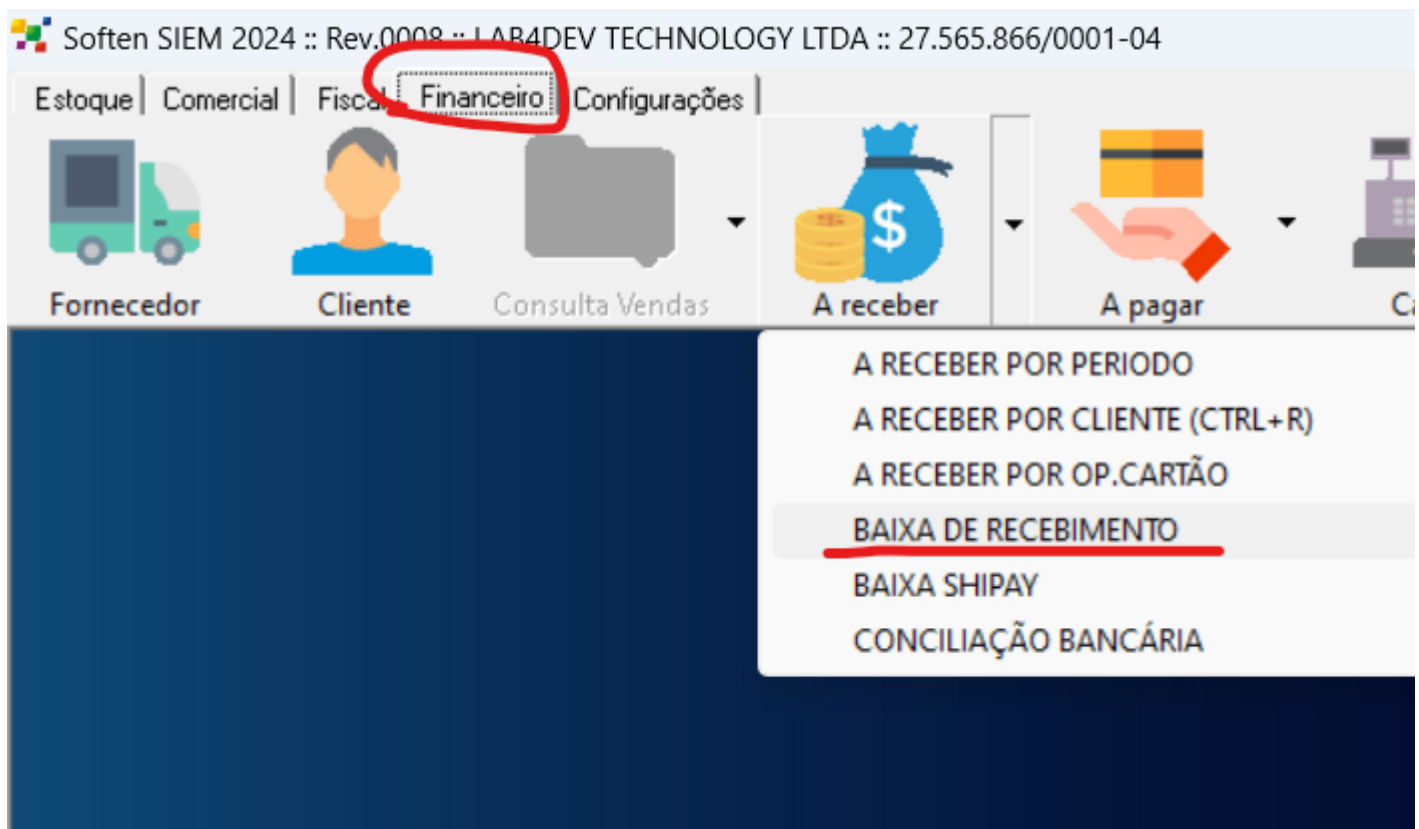 Soften SIEM 2024 :: Rev.0008 :: LAB4DEV TECHNOLOGY LTDA :: 27.565.866/0001-04
Estoque Comercial Fiscal Financeiro Configurações
Fornecedor Cliente Consulta Vendas A receber A pagar
A RECEBER POR PERIODO
A RECEBER POR CLIENTE (CTRL+R)
A RECEBER POR OP.CARTÃO
BAIXA DE RECEBIMENTO
BAIXA SHIPAY
CONCILIAÇÃO BANCÁRIA